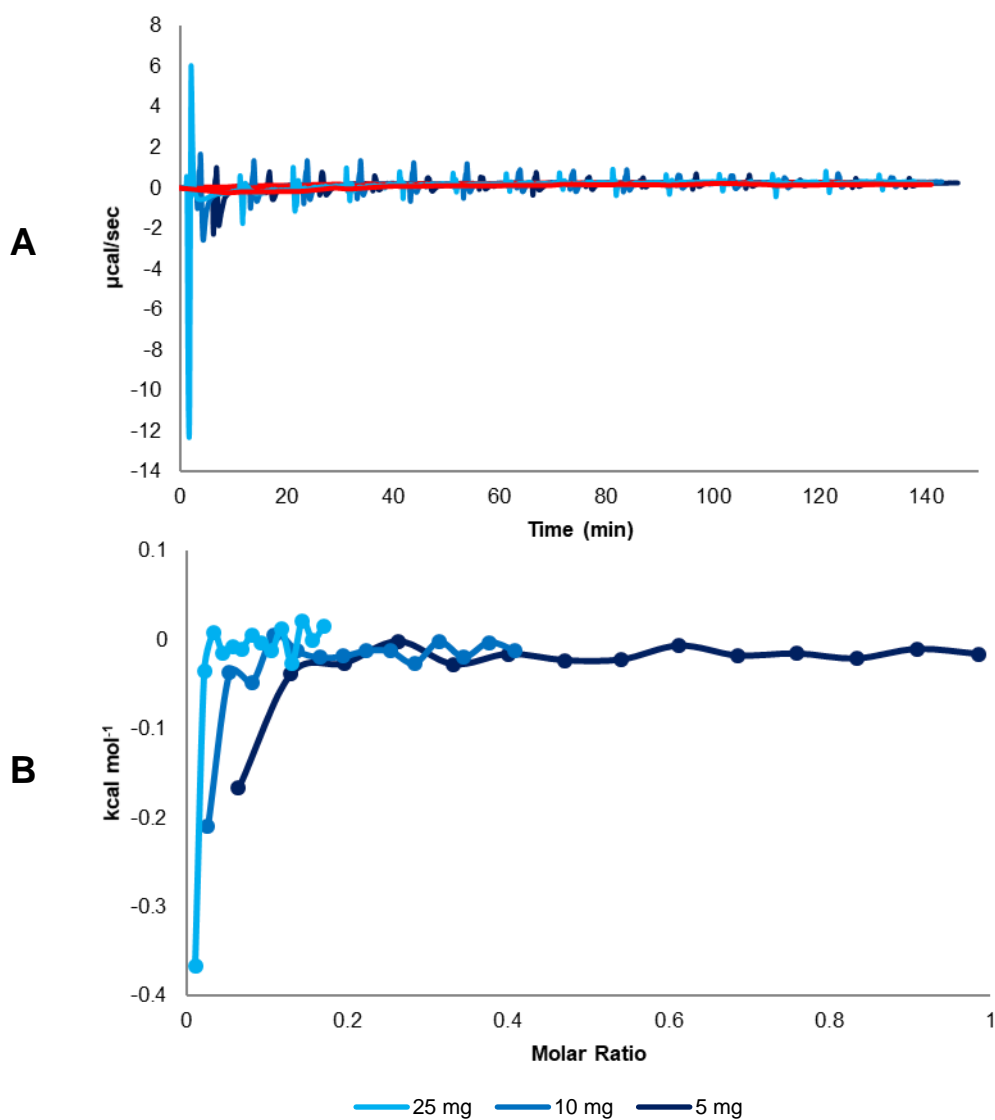 A
µcal/sec
8
6
4
2
0
-2
-4
-6
-8
-10
-12
-14
0 20 40 60 80 100 120 140
Time (min)
B
kcal mol⁻¹
0.1
0
-0.1
-0.2
-0.3
-0.4
0 0.2 0.4 0.6 0.8 1
Molar Ratio
25 mg 10 mg 5 mg